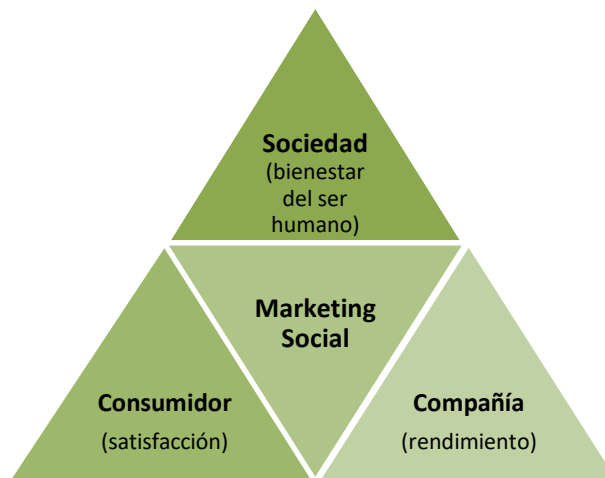 Sociedad
(bienestar
del ser
humano)
Marketing
Social
Consumidor
(satisfacción)
Compañía
(rendimiento)